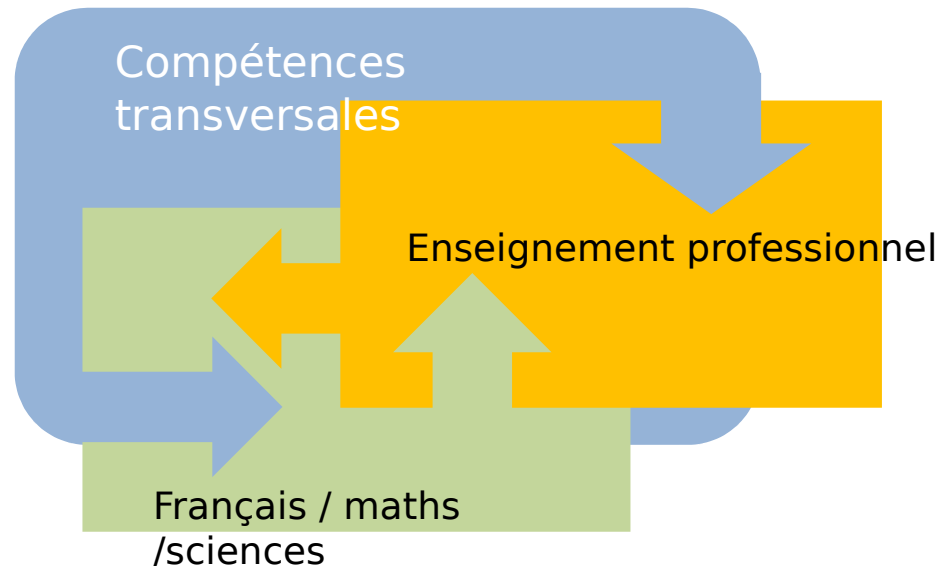 Compétences
transversales
Enseignement professionnel
Français / maths
/sciences